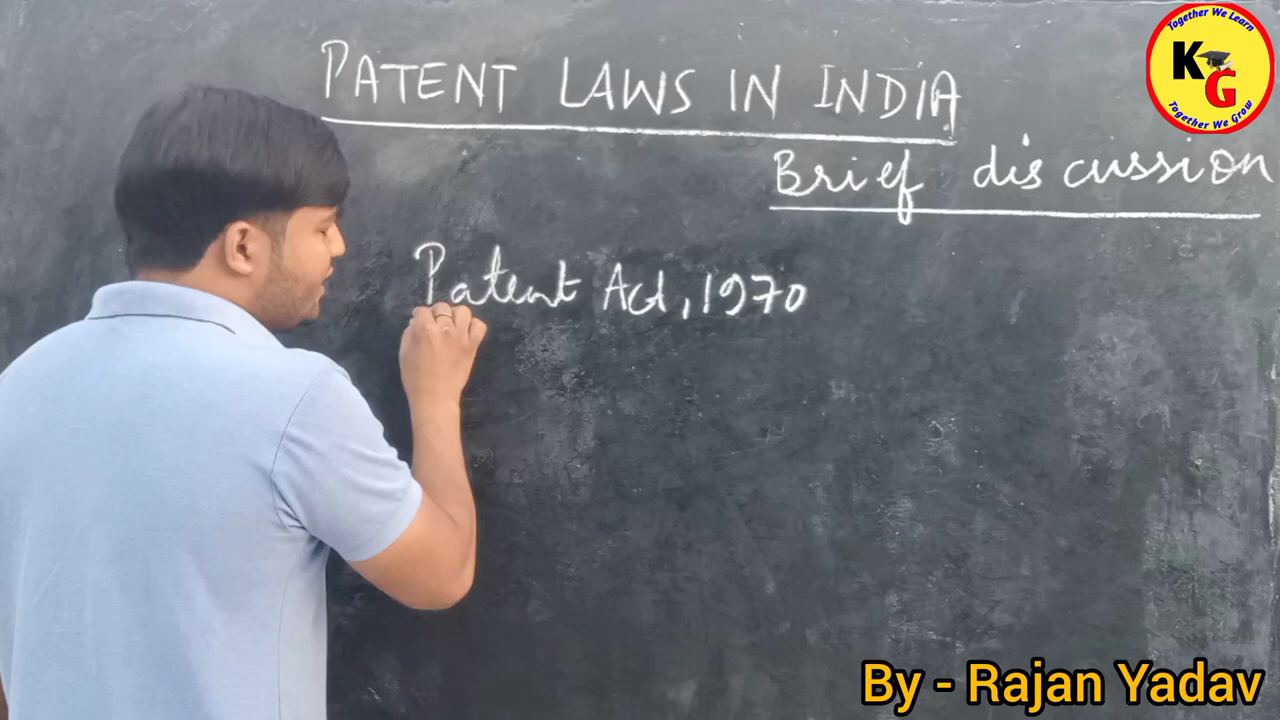 PATENT LAWS IN INDIA
Brief discussion
Patent Act, 1970
Together We Learn
KG
Together We Grow
By - Rajan Yadav